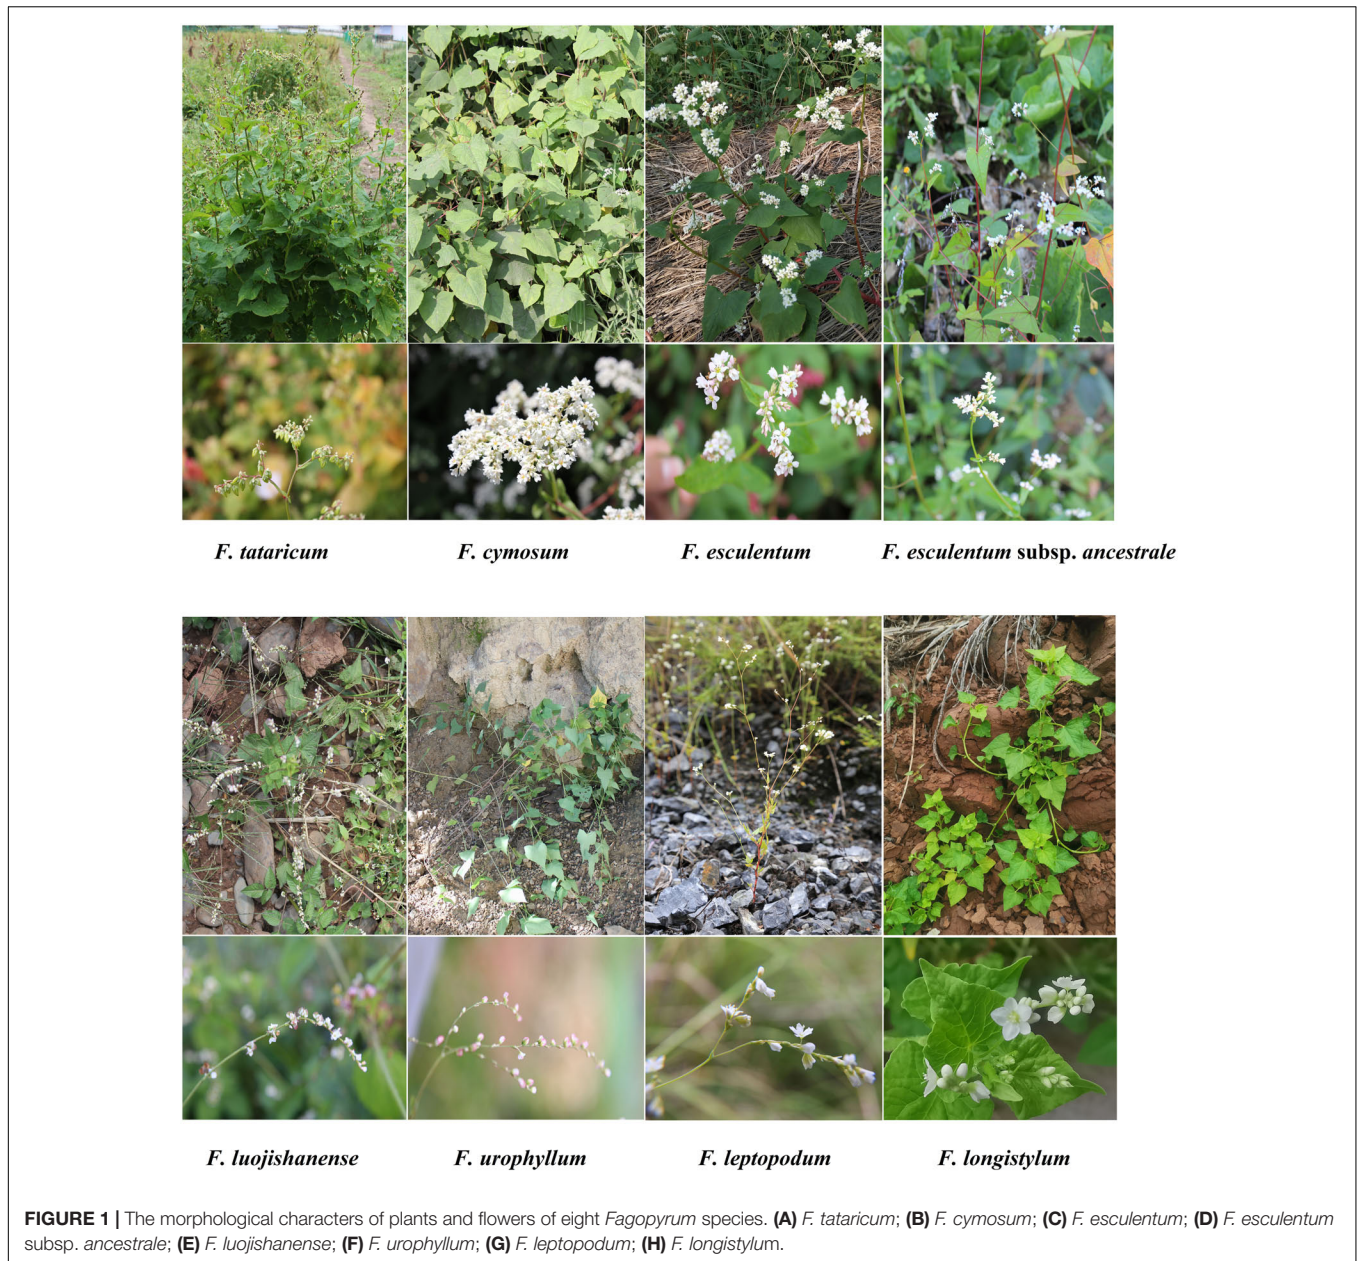 F. tataricum
F. cymosum
F. esculentum
F. esculentum subsp. ancestrale
F. luojishanense
F. urophyllum
F. leptopodum
F. longistylum
FIGURE 1 | The morphological characters of plants and flowers of eight Fagopyrum species. (A) F. tataricum; (B) F. cymosum; (C) F. esculentum; (D) F. esculentum
subsp. ancestrale; (E) F. luojishanense; (F) F. urophyllum; (G) F. leptopodum; (H) F. longistylum.